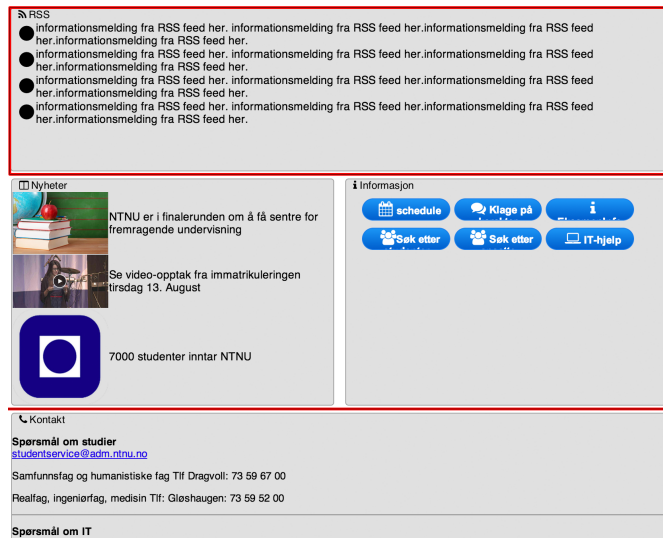 RSS
informationsmelding fra RSS feed her. informationsmelding fra RSS feed her.informationsmelding fra RSS feed
her.informationsmelding fra RSS feed her.
informationsmelding fra RSS feed her. informationsmelding fra RSS feed her.informationsmelding fra RSS feed
her.informationsmelding fra RSS feed her.
informationsmelding fra RSS feed her. informationsmelding fra RSS feed her.informationsmelding fra RSS feed
her.informationsmelding fra RSS feed her.
informationsmelding fra RSS feed her. informationsmelding fra RSS feed her.informationsmelding fra RSS feed
her.informationsmelding fra RSS feed her.
Nyheter
NTNU er i finalerunden om å få sentre for
fremragende undervisning
Se video-opptak fra immatrikuleringen
tirsdag 13. August
7000 studenter inntar NTNU
Informasjon
schedule
Klage på
Søk etter
Søk etter
IT-hjelp
Kontakt
Spørsmål om studier
studentservice@adm.ntnu.no
Samfunnsfag og humanistiske fag Tlf Dragvoll: 73 59 67 00
Realfag, ingeniørfag, medisin Tlf: Gløshaugen: 73 59 52 00
Spørsmål om IT